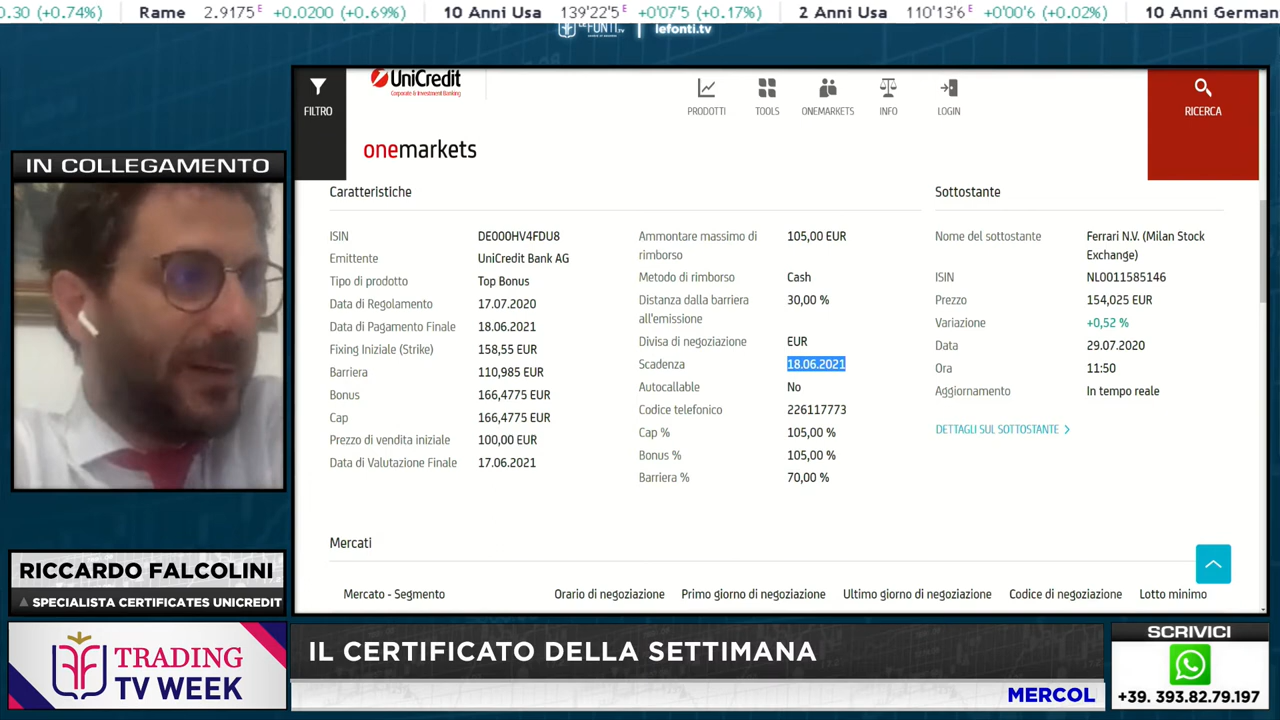 0.30 (+0.74%) Rame 2.9175E +0.0200 (+0.69%) 10 Anni Usa 139'22'5E +0'07'5 (+0.17%) 2 Anni Usa 110'13'6E +0'00'6 (+0.02%) 10 Anni German
LE FONTI.TV | lefonti.tv
FILTRO
UniCredit
Corporate & Investment Banking
PRODOTTI TOOLS ONEMARKETS INFO LOGIN
RICERCA
onemarkets
IN COLLEGAMENTO
Caratteristiche
ISIN DE000HV4FDU8
Emittente UniCredit Bank AG
Tipo di prodotto Top Bonus
Data di Regolamento 17.07.2020
Data di Pagamento Finale 18.06.2021
Fixing Iniziale (Strike) 158,55 EUR
Barriera 110,985 EUR
Bonus 166,4775 EUR
Cap 166,4775 EUR
Prezzo di vendita iniziale 100,00 EUR
Data di Valutazione Finale 17.06.2021
Ammontare massimo di 105,00 EUR
rimborso
Metodo di rimborso Cash
Distanza dalla barriera 30,00 %
all'emissione
Divisa di negoziazione EUR
Scadenza 18.06.2021
Autocallable No
Codice telefonico 226117773
Cap % 105,00 %
Bonus % 105,00 %
Barriera % 70,00 %
Sottostante
Nome del sottostante Ferrari N.V. (Milan Stock
Exchange)
ISIN NL0011585146
Prezzo 154,025 EUR
Variazione +0,52 %
Data 29.07.2020
Ora 11:50
Aggiornamento In tempo reale
DETTAGLI SUL SOTTOSTANTE
Mercati
Mercato - Segmento Orario di negoziazione Primo giorno di negoziazione Ultimo giorno di negoziazione Codice di negoziazione Lotto minimo
RICCARDO FALCOLINI
SPECIALISTA CERTIFICATES UNICREDIT
TRADING
TV WEEK
IL CERTIFICATO DELLA SETTIMANA
MERCOL
SCRIVICI
+39. 393.82.79.197